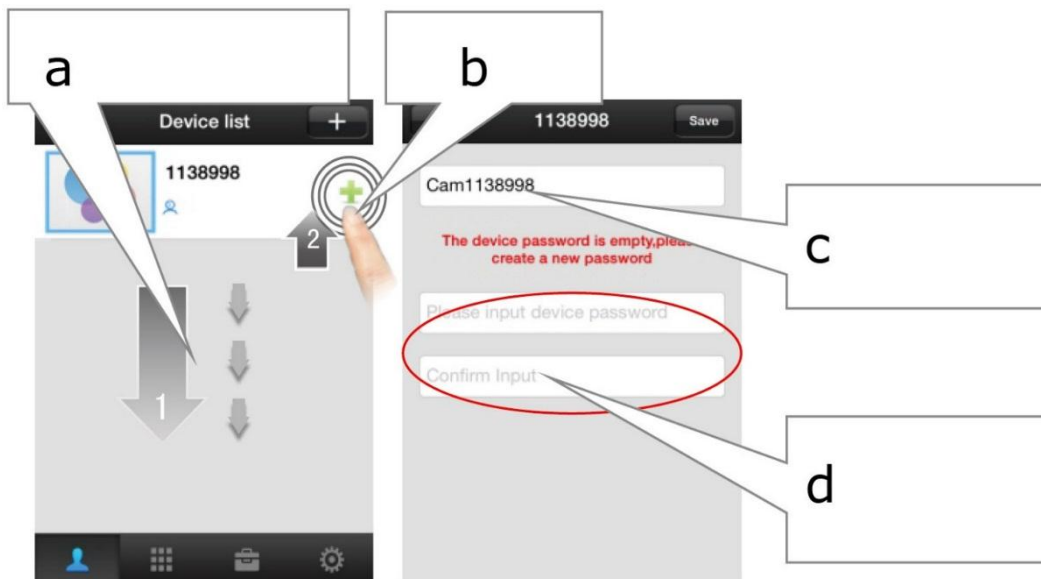 a
b
Device list
+
1138998
2
1
1138998
Save
Cam1138998
The device password is empty,please
create a new password
Please input device password
Confirm Input
c
d